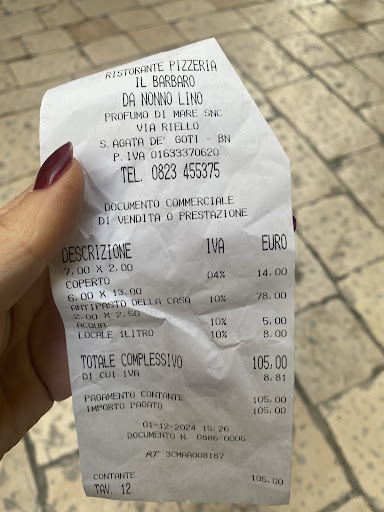 RISTORANTE PIZZERIA
IL BARBARO
DA NONNO LINO
PROFUMO DI MARE SNC
VIA RIELLO
S. AGATA DE' GOTI - BN
P. IVA 01633370620
TEL. 0823 455375
DOCUMENTO COMMERCIALE
DI VENDITA O PRESTAZIONE
DESCRIZIONE IVA EURO
7,00 X 2,00
COPERTO 04% 14,00
6,00 X 13,00
ANTIPASTO DELLA CASA 10% 78,00
2,00 X 2,50
ACQUA 10% 5,00
LOCALE 1LITRO 10% 8,00
TOTALE COMPLESSIVO 105,00
DI CUI IVA 8,81
PAGAMENTO CONTANTE 105,00
IMPORTO PAGATO 105,00
01-12-2024 15:26
DOCUMENTO N. 0886-0006
RT 3CMAA008187
CONTANTE 105,00
TAV. 12